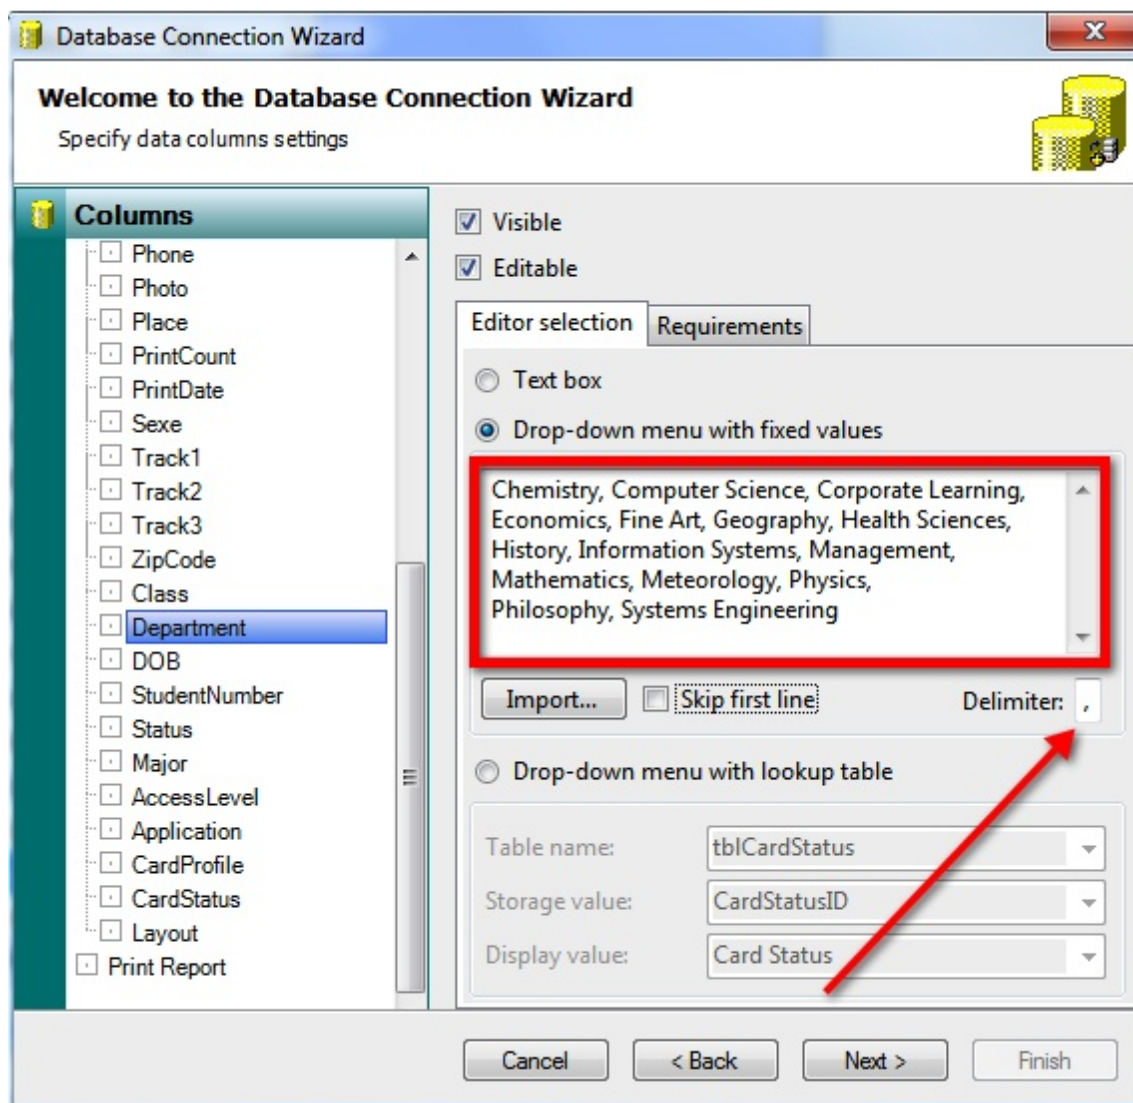 Database Connection Wizard
X
Welcome to the Database Connection Wizard
Specify data columns settings
Columns
Phone
Photo
Place
PrintCount
PrintDate
Sexe
Track1
Track2
Track3
ZipCode
Class
Department
DOB
StudentNumber
Status
Major
AccessLevel
Application
CardProfile
CardStatus
Layout
Print Report
Visible
Editable
Editor selection
Requirements
Text box
Drop-down menu with fixed values
Chemistry, Computer Science, Corporate Learning,
Economics, Fine Art, Geography, Health Sciences,
History, Information Systems, Management,
Mathematics, Meteorology, Physics,
Philosophy, Systems Engineering
Import... Skip first line Delimiter: ,
Drop-down menu with lookup table
Table name: tblCardStatus
Storage value: CardStatusID
Display value: Card Status
Cancel < Back Next > Finish